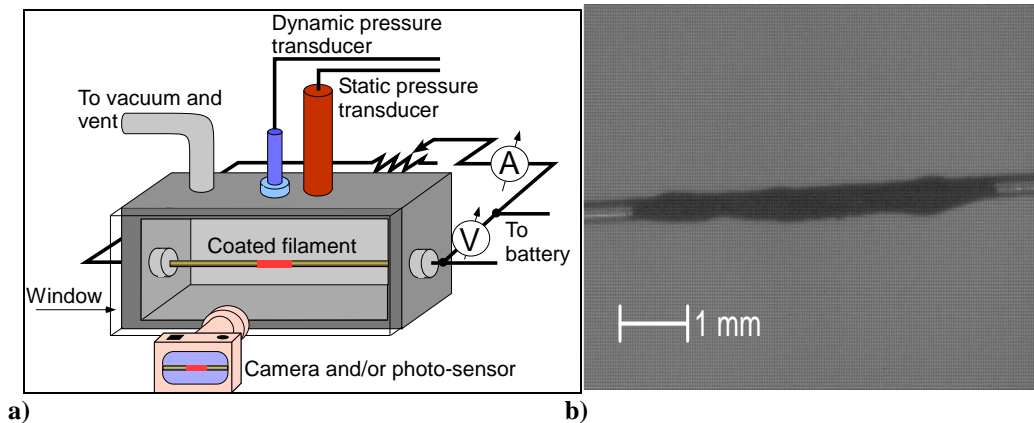 Dynamic pressure
transducer
Static pressure
transducer
To vacuum and
vent
A
Coated filament
V
To
battery
Window
Camera and/or photo-sensor
1 mm
a)
b)